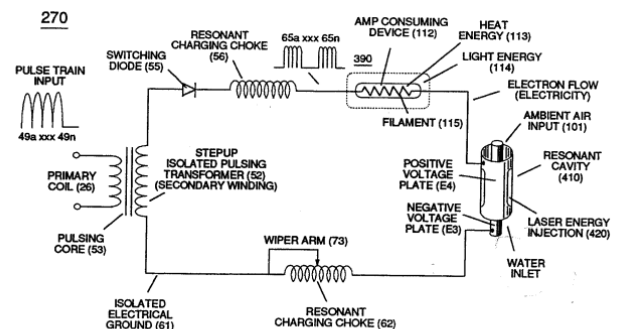 270
RESONANT
CHARGING CHOKE
(56)
65a xxx 65n
390
AMP CONSUMING
DEVICE (112)
HEAT
ENERGY (113)
LIGHT ENERGY
(114)
SWITCHING
DIODE (55)
PULSE TRAIN
INPUT
49a xxx 49n
FILAMENT (115)
ELECTRON FLOW
(ELECTRICITY)
AMBIENT AIR
INPUT (101)
STEPUP
ISOLATED PULSING
TRANSFORMER (52)
(SECONDARY WINDING)
PRIMARY
COIL (26)
PULSING
CORE (53)
POSITIVE
VOLTAGE
PLATE (E4)
RESONANT
CAVITY
(410)
NEGATIVE
VOLTAGE
PLATE (E3)
LASER ENERGY
INJECTION (420)
WATER
INLET
WIPER ARM (73)
ISOLATED
ELECTRICAL
GROUND (61)
RESONANT
CHARGING CHOKE (62)